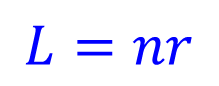 L = nr